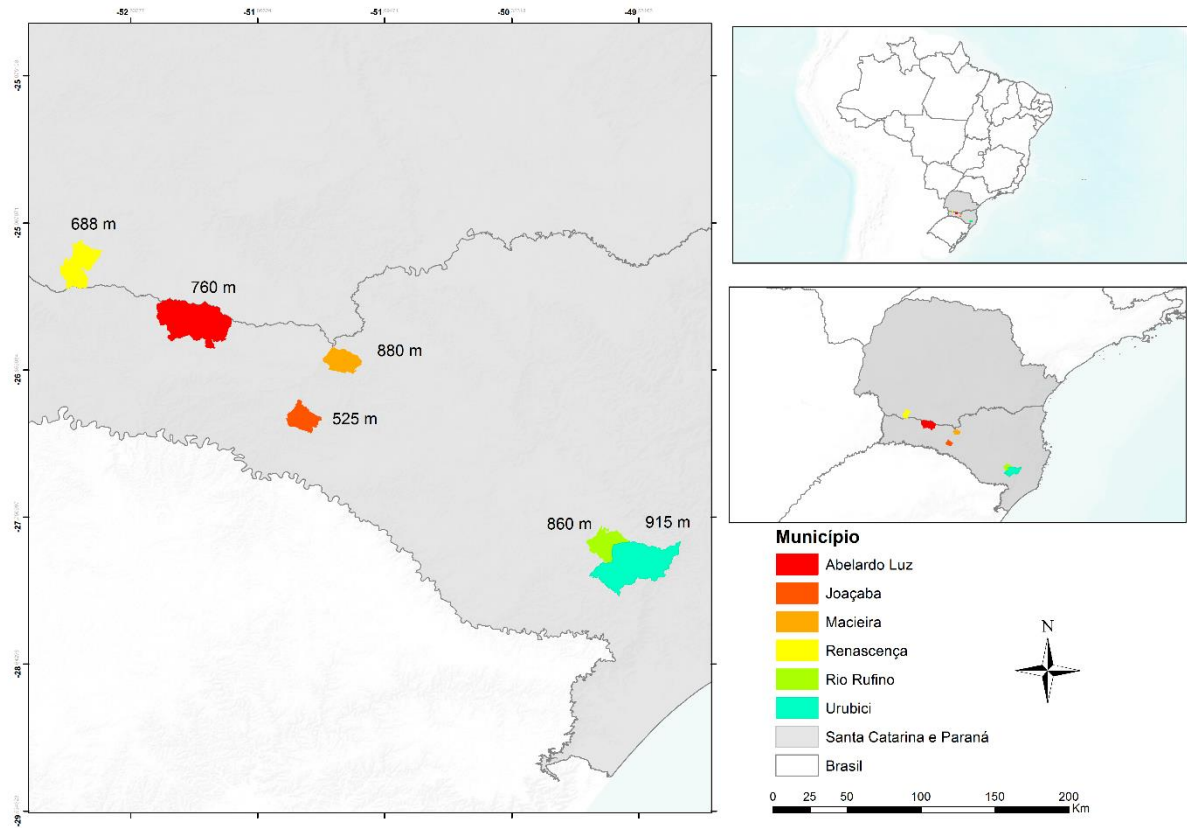 -52
-51
-51
-50
-49
-25
-25
-26
-27
-28
-29
688 m
760 m
880 m
525 m
860 m
915 m
Município
Abelardo Luz
Joaçaba
Macieira
Renascença
Rio Rufino
Urubici
Santa Catarina e Paraná
Brasil
N
0 25 50 100 150 200
Km